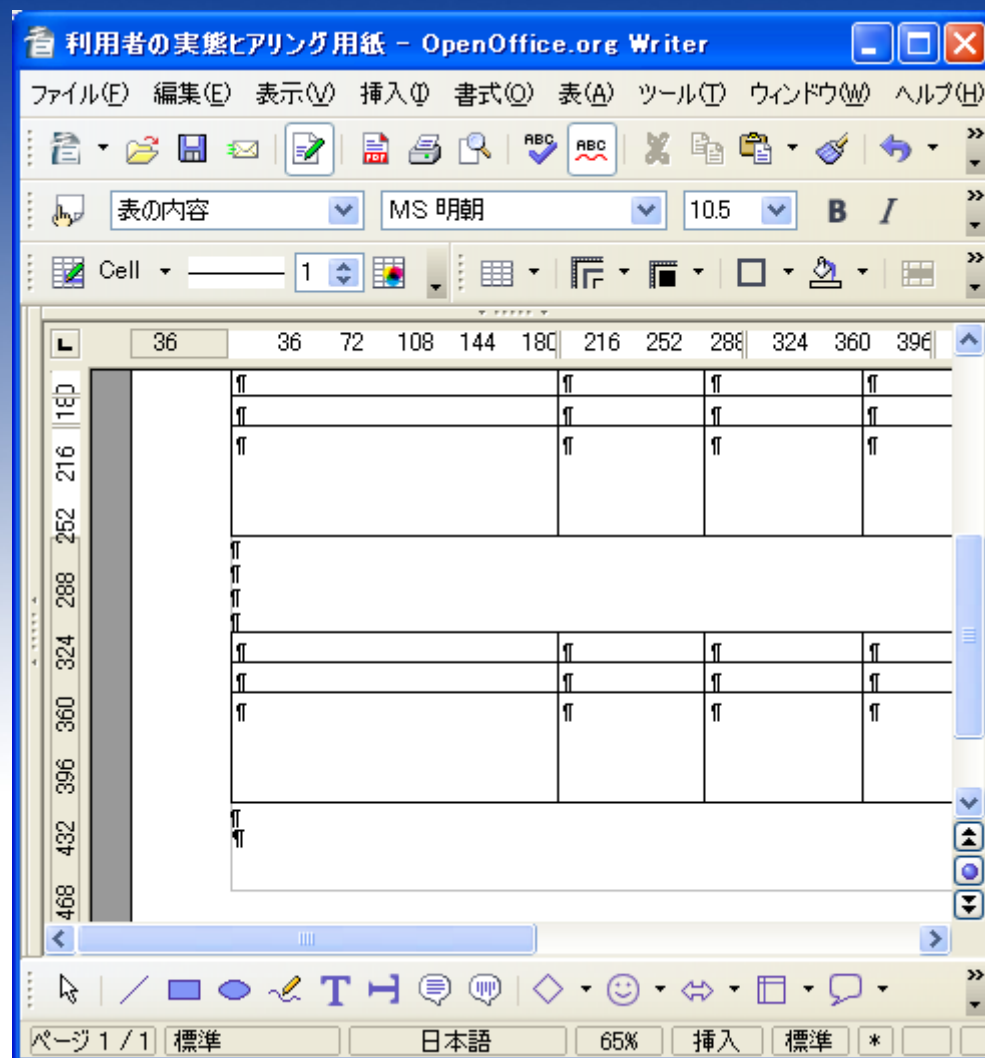 利用者の実態ヒアリング用紙 - OpenOffice.org Writer
ファイル(F) 編集(E) 表示(V) 挿入(I) 書式(O) 表(A) ツール(T) ウィンドウ(W) ヘルプ(H)
PDF ABC ABC
表の内容 MS 明朝 10.5 B I
Cell 1
36 36 72 108 144 180 216 252 288 324 360 396
180
216
252
288
324
360
396
432
468
¶ ¶ ¶ ¶
¶ ¶ ¶ ¶
¶ ¶ ¶ ¶
¶
¶
¶
¶
¶ ¶ ¶ ¶
¶ ¶ ¶ ¶
¶ ¶ ¶ ¶
¶
¶
T
ページ 1 / 1 標準 日本語 65% 挿入 標準 *